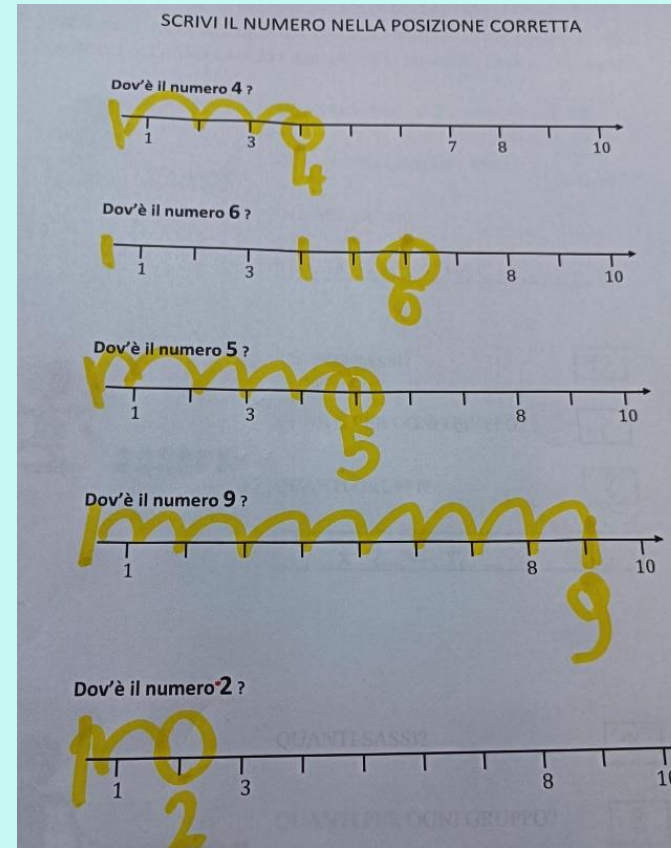 SCRIVI IL NUMERO NELLA POSIZIONE CORRETTA
Dov'è il numero 4 ?
1 3 7 8 10
4
Dov'è il numero 6 ?
1 3 8 10
6
Dov'è il numero 5 ?
1 3 8 10
5
Dov'è il numero 9 ?
1 8 10
9
Dov'è il numero 2 ?
QUANTI SASSI?
1 3 8
2
QUANTI PER OGNI GRUPPO?